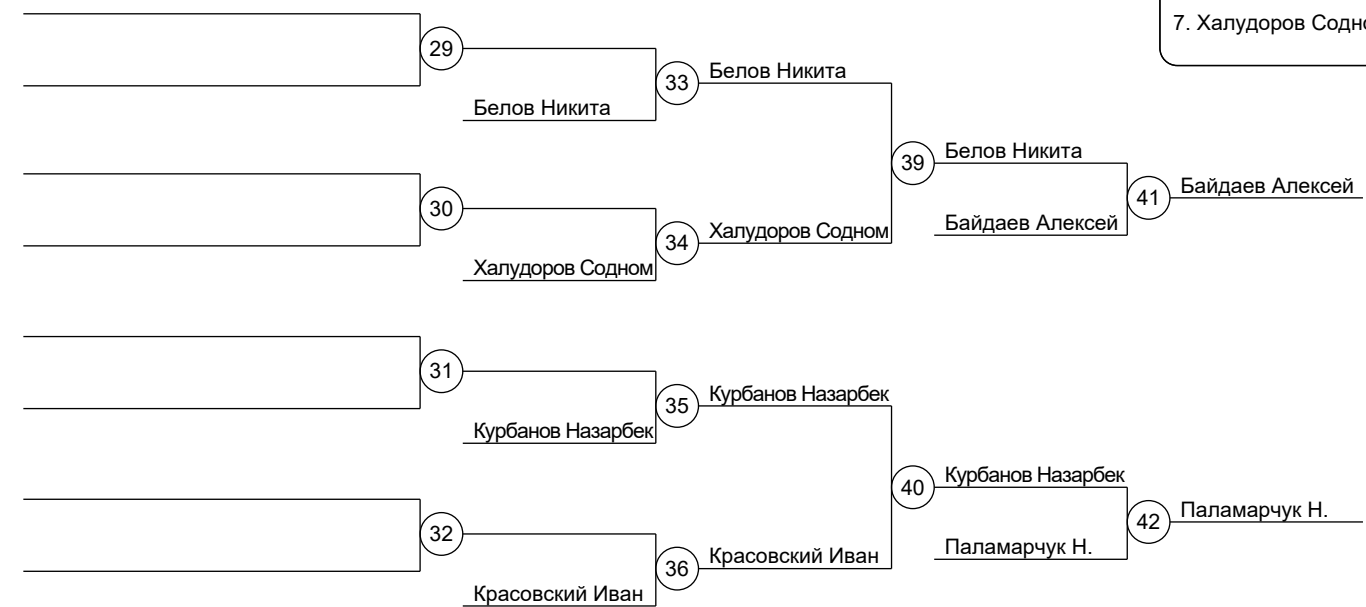 7. Халудоров
29
33
Белов Никита
Белов Никита
39
Белов Никита
41
Байдаев Алексей
Байдаев Алексей
30
34
Халудоров Содном
Халудоров Содном
31
35
Курбанов Назарбек
Курбанов Назарбек
40
Курбанов Назарбек
42
Паламарчук Н.
Паламарчук Н.
32
36
Красовский Иван
Красовский Иван